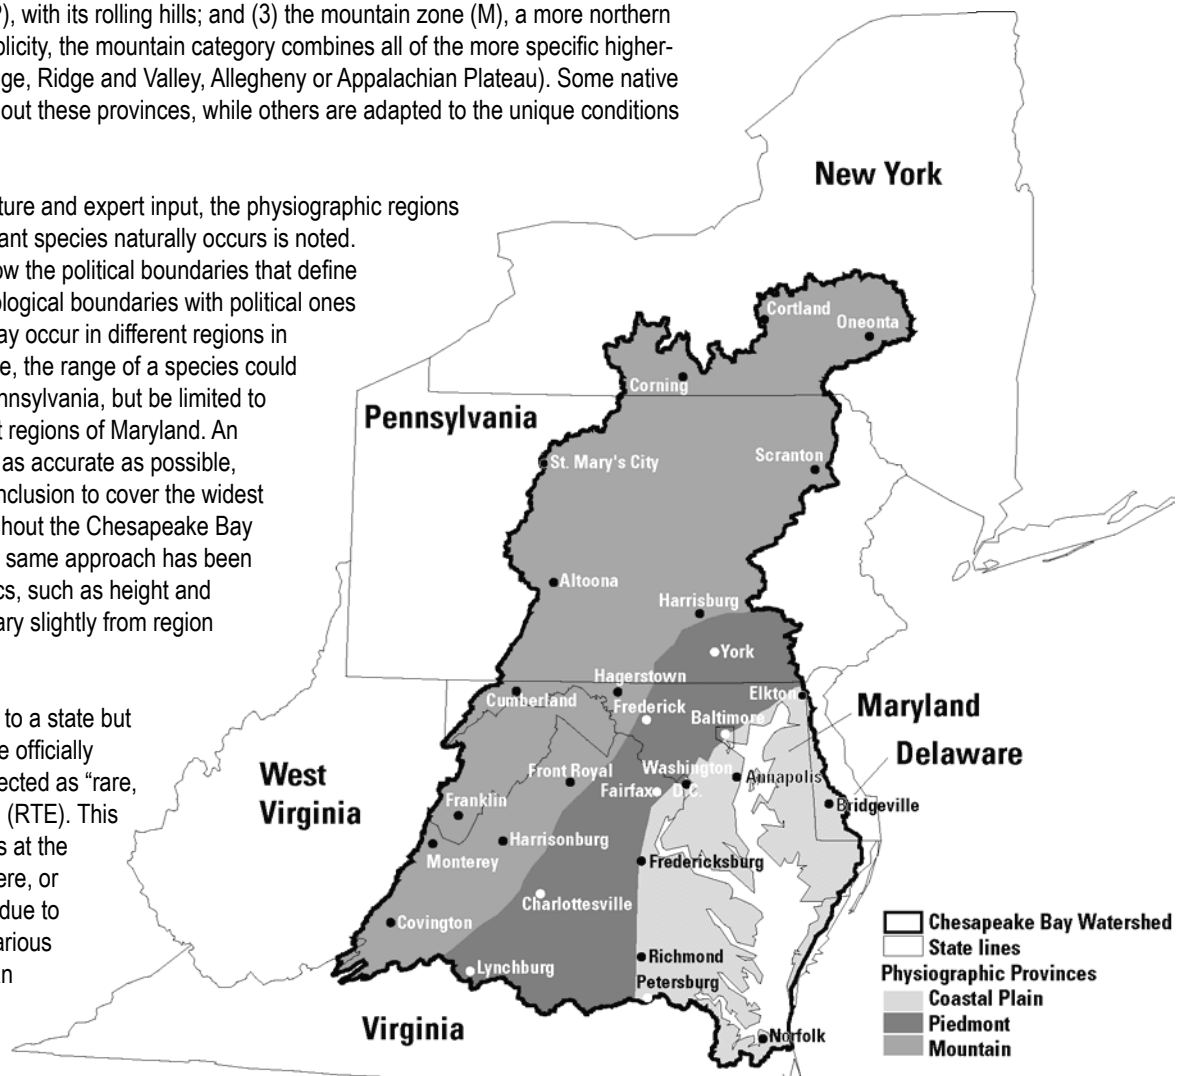 P), with its rolling hills; and (3) the mountain zone (M), a more northern
plicity, the mountain category combines all of the more specific higher-
ge, Ridge and Valley, Allegheny or Appalachian Plateau). Some native
out these provinces, while others are adapted to the unique conditions
ture and expert input, the physiographic regions
ant species naturally occurs is noted.
ow the political boundaries that define
ological boundaries with political ones
ay occur in different regions in
e, the range of a species could
nnsylvania, but be limited to
t regions of Maryland. An
as accurate as possible,
nclusion to cover the widest
ghout the Chesapeake Bay
same approach has been
cs, such as height and
ary slightly from region
to a state but
e officially
ected as “rare,
(RTE). This
s at the
ere, or
due to
arious
an
New York
Cortland
Oneonta
Corning
Pennsylvania
St. Mary's City
Scranton
Altoona
Harrisburg
York
Hagerstown
Cumberland
Frederick
Elkton
Baltimore
Maryland
Delaware
West
Virginia
Front Royal
Washington
D.C.
Fairfax
Annapolis
Franklin
Bridgeville
Harrisonburg
Monterey
Fredericksburg
Charlottesville
Covington
Richmond
Lynchburg
Petersburg
Virginia
Norfolk
Chesapeake Bay Watershed
State lines
Physiographic Provinces
Coastal Plain
Piedmont
Mountain